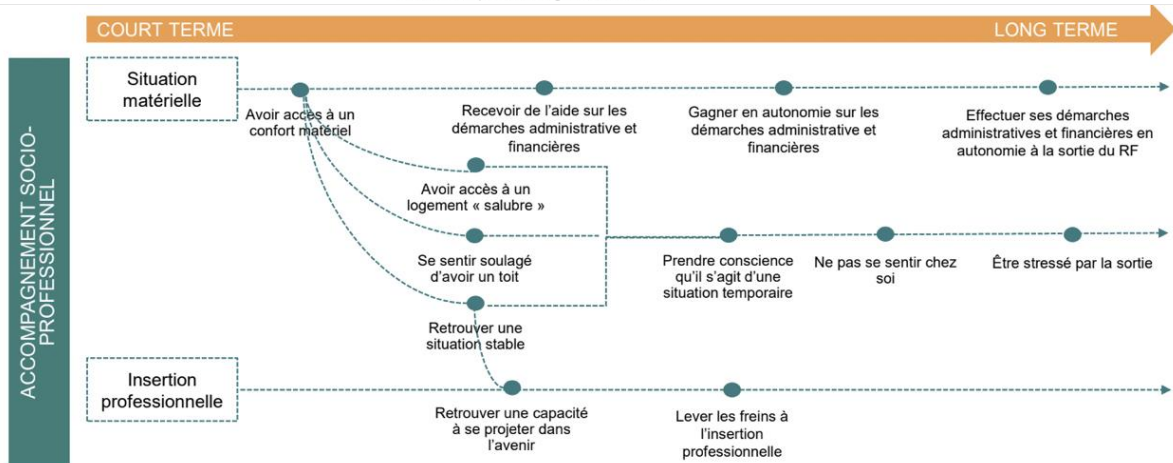 COURT TERME
LONG TERME
ACCOMPAGNEMENT SOCIO-
PROFESSIONNEL
Situation
matérielle
Avoir accès à un
confort matériel
Recevoir de l'aide sur les
démarches administrative et
financières
Gagner en autonomie sur les
démarches administrative et
financières
Effectuer ses démarches
administratives et financières en
autonomie à la sortie du RF
Avoir accès à un
logement « salubre »
Se sentir soulagé
d'avoir un toit
Prendre conscience
qu'il s'agit d'une
situation temporaire
Ne pas se sentir chez
soi
Être stressé par la sortie
Retrouver une
situation stable
Insertion
professionnelle
Retrouver une capacité
à se projeter dans
l'avenir
Lever les freins à
l'insertion
professionnelle